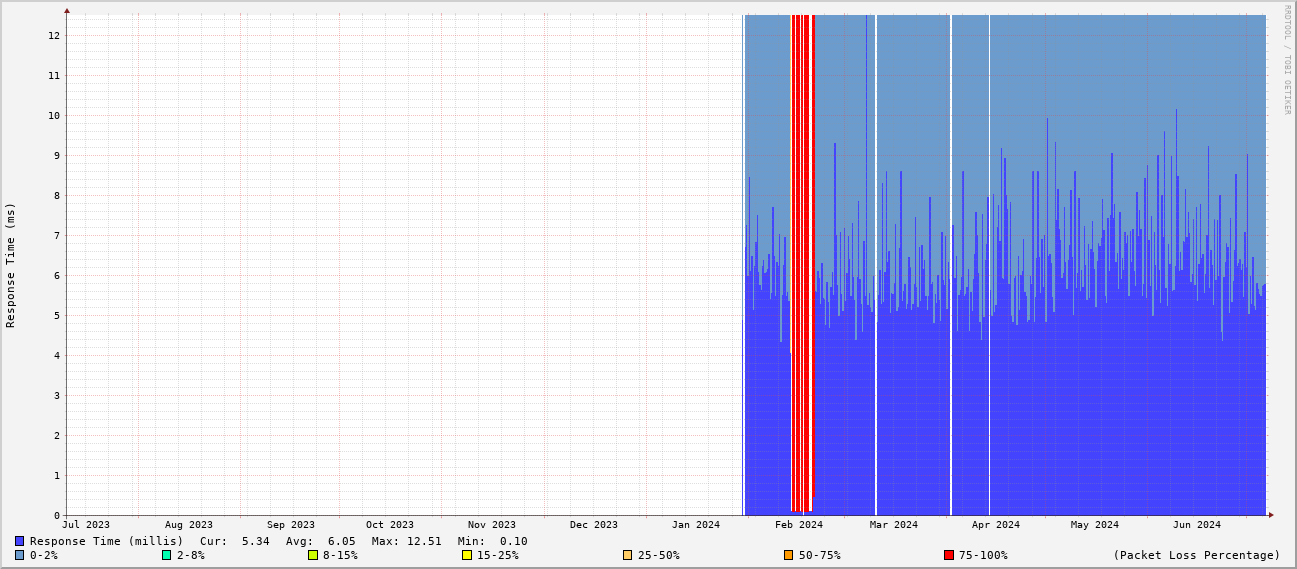 RRDTOOL / TOBI OETIKER
Response Time (ms)
12
11
10
9
8
7
6
5
4
3
2
1
0
Jul 2023 Aug 2023 Sep 2023 Oct 2023 Nov 2023 Dec 2023 Jan 2024 Feb 2024 Mar 2024 Apr 2024 May 2024 Jun 2024
Response Time (millis) Cur: 5.34 Avg: 6.05 Max: 12.51 Min: 0.10
0-2% 2-8% 8-15% 15-25% 25-50% 50-75% 75-100% (Packet Loss Percentage)